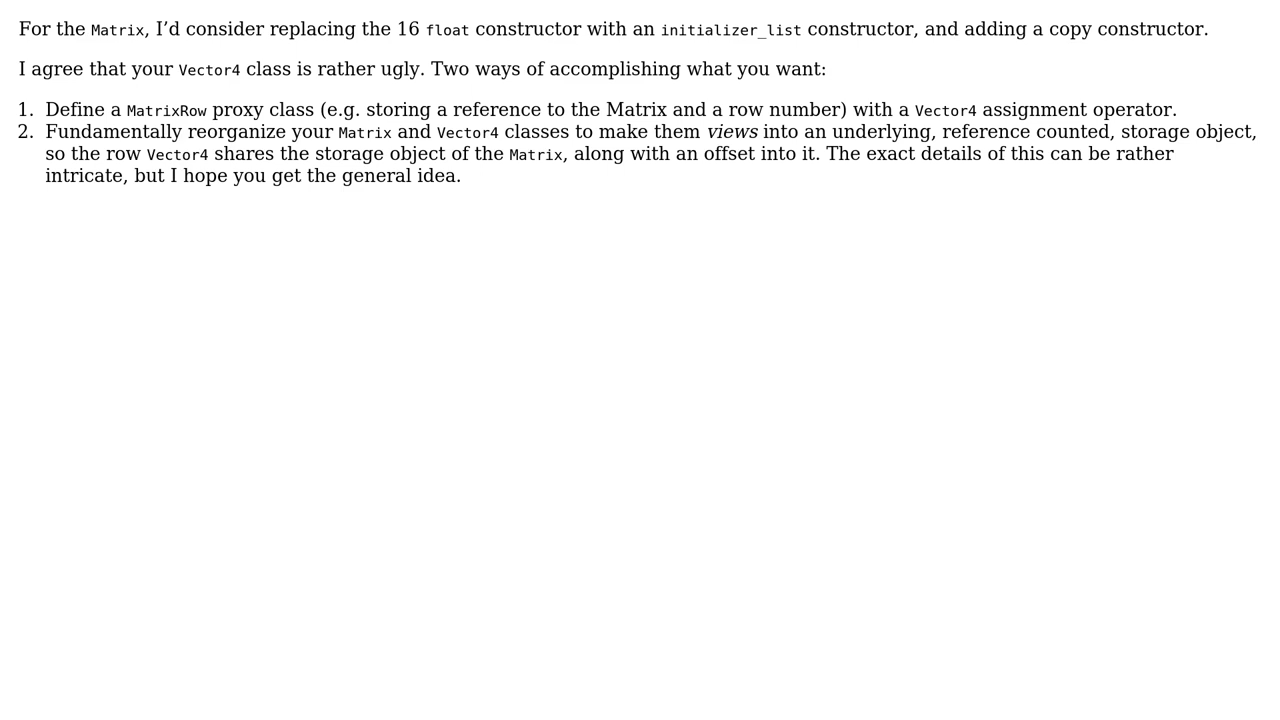 For the Matrix, I’d consider replacing the 16 float constructor with an initializer_list constructor, and adding a copy constructor.
I agree that your Vector4 class is rather ugly. Two ways of accomplishing what you want:
1. Define a MatrixRow proxy class (e.g. storing a reference to the Matrix and a row number) with a Vector4 assignment operator.
2. Fundamentally reorganize your Matrix and Vector4 classes to make them views into an underlying, reference counted, storage object,
so the row Vector4 shares the storage object of the Matrix, along with an offset into it. The exact details of this can be rather
intricate, but I hope you get the general idea.